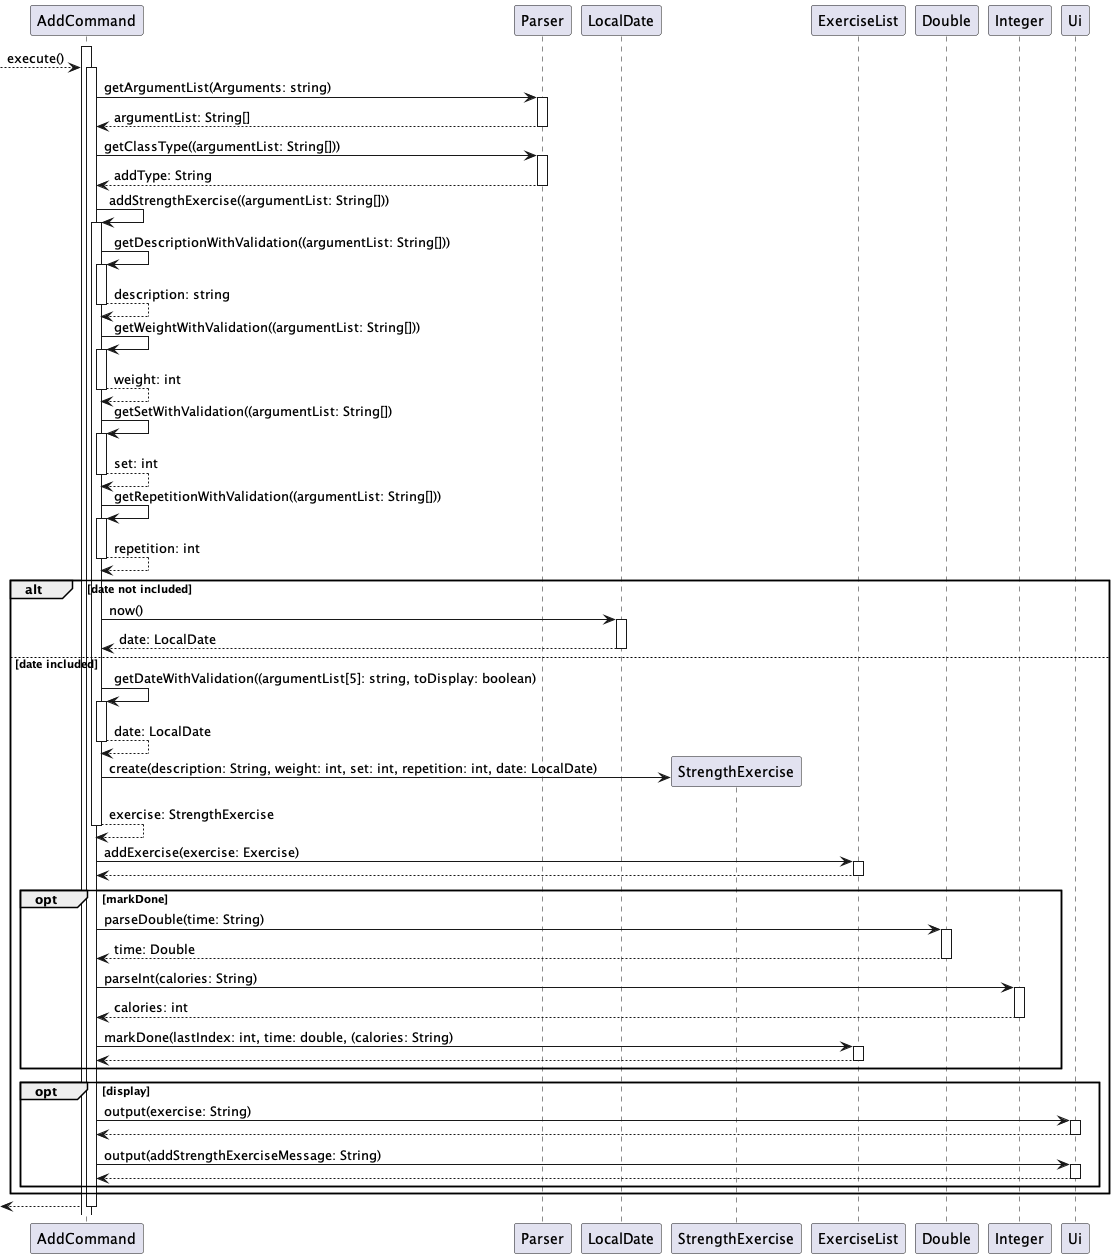 AddCommand Parser LocalDate ExerciseList Double Integer Ui
execute()
getArgumentList(Arguments: string)
argumentList: String[]
getClassType((argumentList: String[]))
addType: String
addStrengthExercise((argumentList: String[]))
getDescriptionWithValidation((argumentList: String[]))
description: string
getWeightWithValidation((argumentList: String[]))
weight: int
getSetWithValidation((argumentList: String[])
set: int
getRepetitionWithValidation((argumentList: String[]))
repetition: int
alt [date not included]
now()
date: LocalDate
[date included]
getDateWithValidation((argumentList[5]: string, toDisplay: boolean)
date: LocalDate
create(description: String, weight: int, set: int, repetition: int, date: LocalDate) StrengthExercise
exercise: StrengthExercise
addExercise(exercise: Exercise)
opt [markDone]
parseDouble(time: String)
time: Double
parseInt(calories: String)
calories: int
markDone(lastIndex: int, time: double, (calories: String)
opt [display]
output(exercise: String)
output(addStrengthExerciseMessage: String)
AddCommand Parser LocalDate StrengthExercise ExerciseList Double Integer Ui